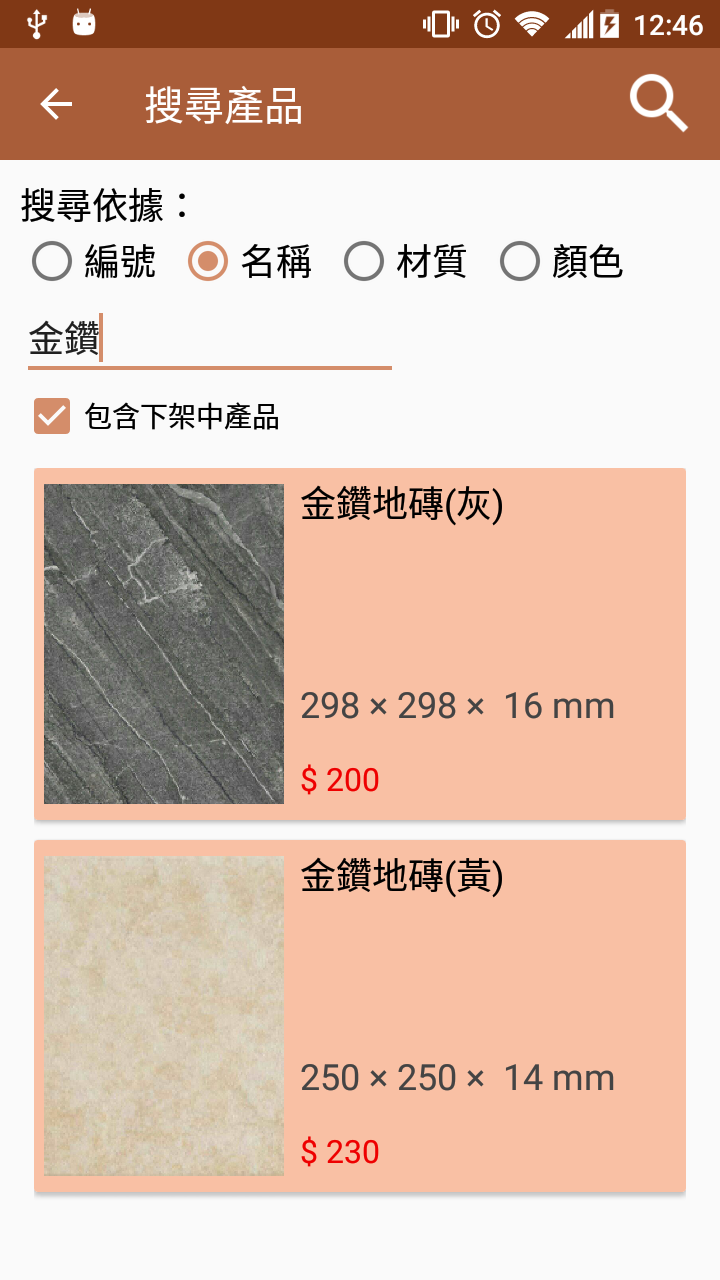 12:46
搜尋產品
搜尋依據：
編號 名稱 材質 顏色
金鑽
包含下架中產品
金鑽地磚(灰)
298 × 298 × 16 mm
$ 200
金鑽地磚(黃)
250 × 250 × 14 mm
$ 230